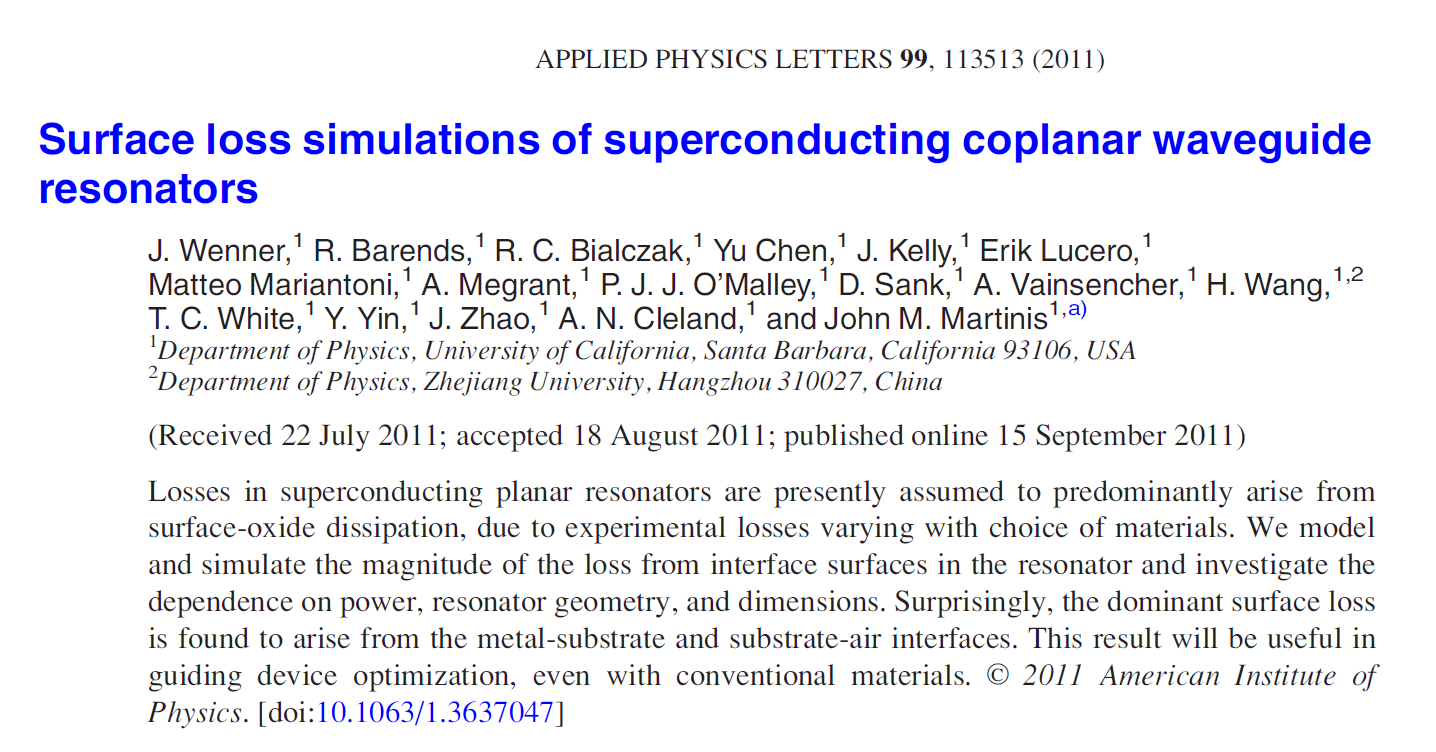 APPLIED PHYSICS LETTERS 99, 113513 (2011)
Surface loss simulations of superconducting coplanar waveguide
resonators
J. Wenner,1 R. Barends,1 R. C. Bialczak,1 Yu Chen,1 J. Kelly,1 Erik Lucero,1
Matteo Mariantoni,1 A. Megrant,1 P. J. J. O’Malley,1 D. Sank,1 A. Vainsencher,1 H. Wang,1,2
T. C. White,1 Y. Yin,1 J. Zhao,1 A. N. Cleland,1 and John M. Martinis1,a)
1Department of Physics, University of California, Santa Barbara, California 93106, USA
2Department of Physics, Zhejiang University, Hangzhou 310027, China
(Received 22 July 2011; accepted 18 August 2011; published online 15 September 2011)
Losses in superconducting planar resonators are presently assumed to predominantly arise from
surface-oxide dissipation, due to experimental losses varying with choice of materials. We model
and simulate the magnitude of the loss from interface surfaces in the resonator and investigate the
dependence on power, resonator geometry, and dimensions. Surprisingly, the dominant surface loss
is found to arise from the metal-substrate and substrate-air interfaces. This result will be useful in
guiding device optimization, even with conventional materials. © 2011 American Institute of
Physics. [doi:10.1063/1.3637047]